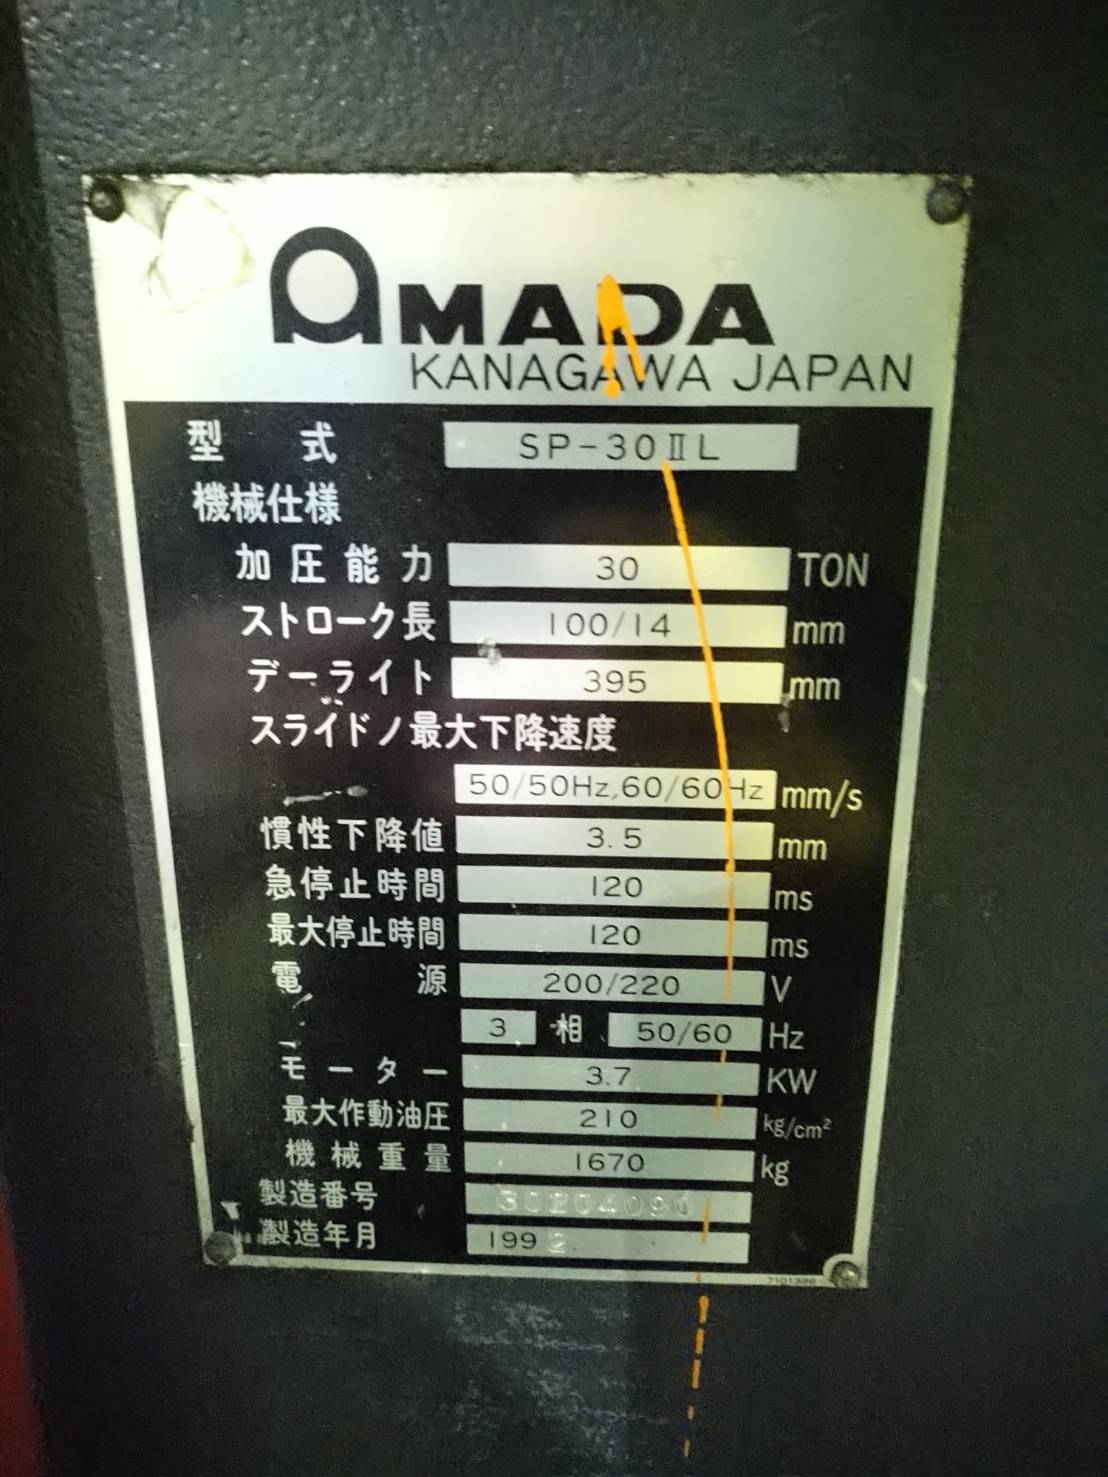 AMADA
KANAGAWA JAPAN
型式 SP-30ⅡL
機械仕様
加圧能力 30 TON
ストローク長 100/14 mm
デーライト 395 mm
スライドノ最大下降速度
50/50Hz,60/60Hz mm/s
慣性下降値 3.5 mm
急停止時間 120 ms
最大停止時間 120 ms
電源 200/220 V
3 相 50/60 Hz
モーター 3.7 KW
最大作動油圧 210 kg/cm²
機械重量 1670 kg
製造番号 30204090
製造年月 1992